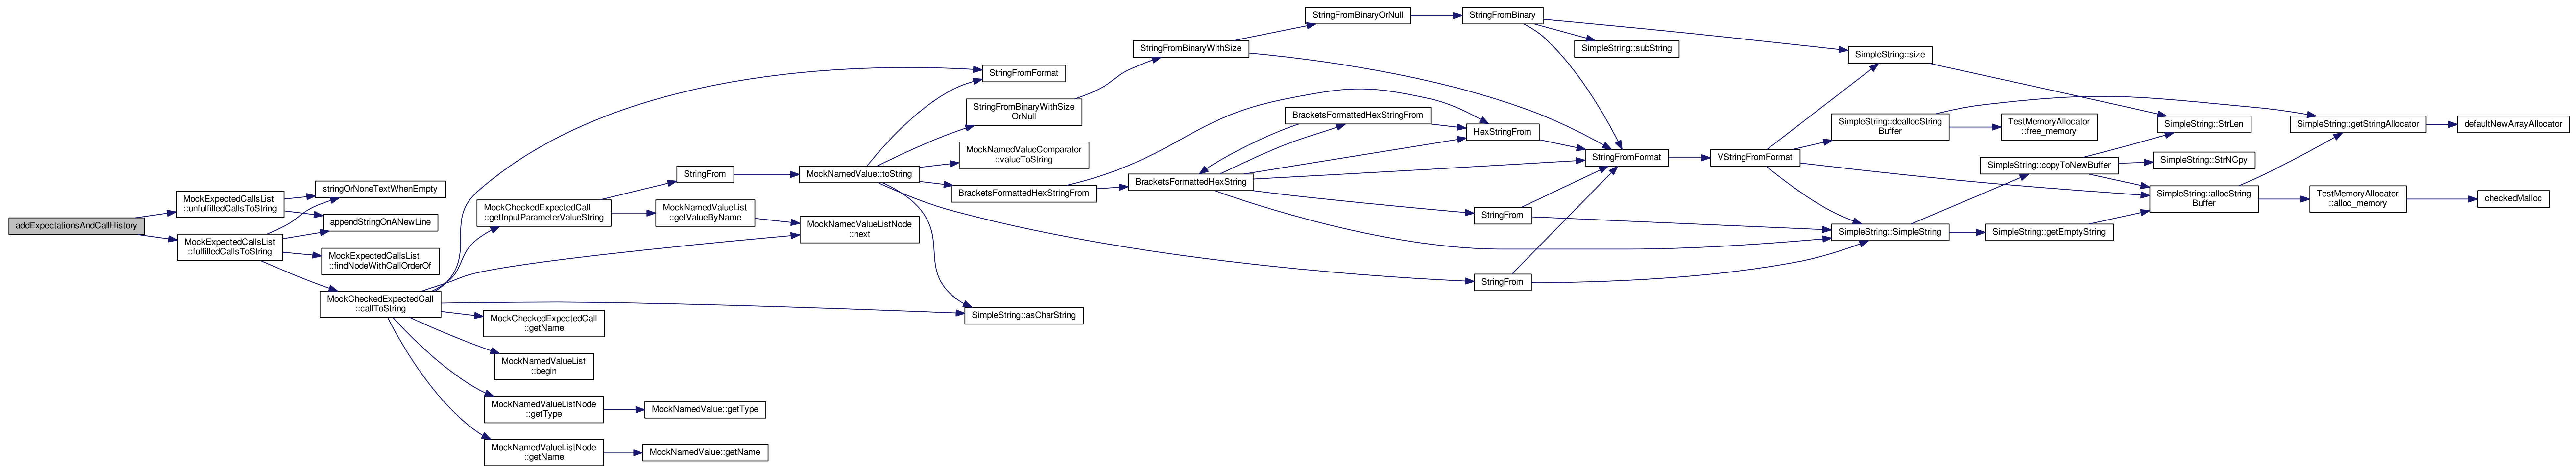 addExpectationsAndCallHistory
MockExpectedCallsList
::unfulfilledCallsToString
MockExpectedCallsList
::fulfilledCallsToString
stringOrNoneTextWhenEmpty
appendStringOnANewLine
MockExpectedCallsList
::findNodeWithCallOrderOf
MockCheckedExpectedCall
::callToString
MockCheckedExpectedCall
::getInputParameterValueString
MockCheckedExpectedCall
::getName
MockNamedValueList
::begin
MockNamedValueListNode
::getType
MockNamedValueListNode
::getName
StringFrom
MockNamedValueList
::getValueByName
MockNamedValue::getType
MockNamedValue::getName
MockNamedValue::toString
MockNamedValueListNode
::next
StringFromFormat
StringFromBinaryWithSize
OrNull
MockNamedValueComparator
::valueToString
BracketsFormattedHexStringFrom
SimpleString::asCharString
StringFromBinaryWithSize
BracketsFormattedHexString
StringFromBinaryOrNull
BracketsFormattedHexStringFrom
StringFromBinary
HexStringFrom
StringFrom
StringFrom
SimpleString::subString
StringFromFormat
VStringFromFormat
SimpleString::size
SimpleString::deallocString
Buffer
SimpleString::SimpleString
TestMemoryAllocator
::free_memory
SimpleString::copyToNewBuffer
SimpleString::getEmptyString
SimpleString::StrLen
SimpleString::StrNCpy
SimpleString::allocString
Buffer
SimpleString::getStringAllocator
TestMemoryAllocator
::alloc_memory
defaultNewArrayAllocator
checkedMalloc